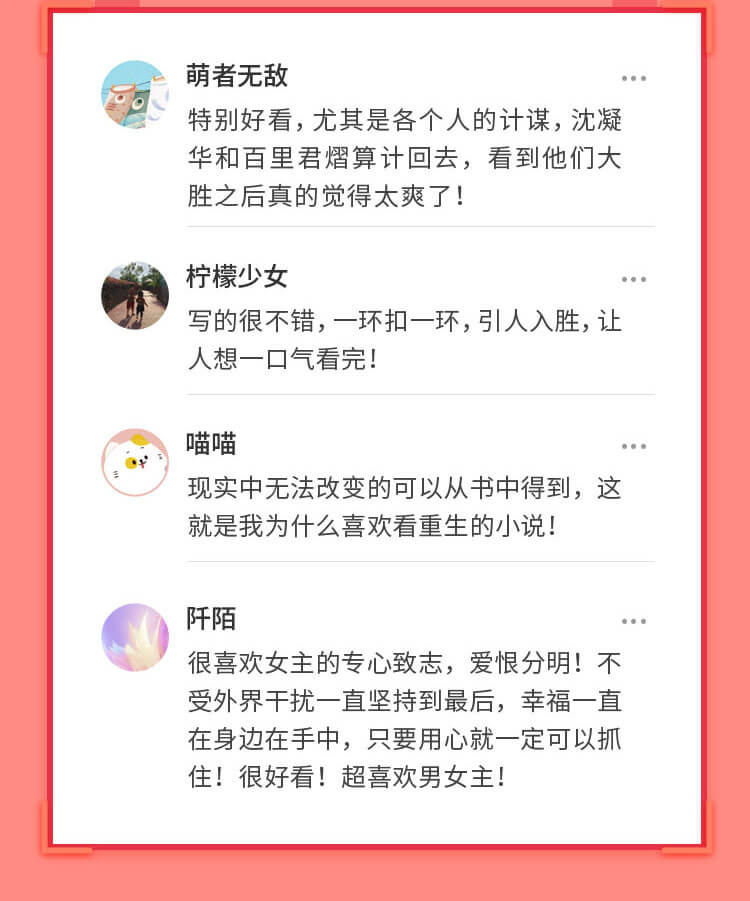 萌者无敌
特别好看，尤其是各个人的计谋，沈凝
华和百里君熠算计回去，看到他们大
胜之后真的觉得太爽了！
柠檬少女
写的很不错，一环扣一环，引人入胜，让
人想一口气看完！
喵喵
现实中无法改变的可以从书中得到，这
就是我为什么喜欢看重生的小说！
阡陌
很喜欢女主的专心致志，爱恨分明！不
受外界干扰一直坚持到最后，幸福一直
在身边在手中，只要用心就一定可以抓
住！很好看！超喜欢男女主！